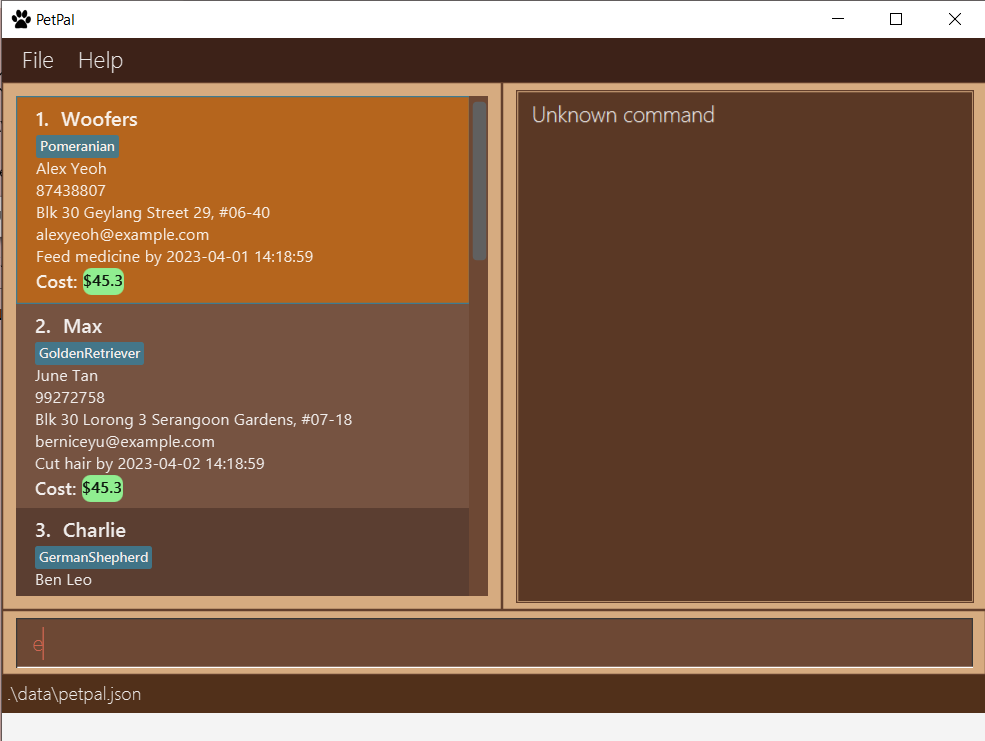 PetPal
File Help
1. Woofers
Pomeranian
Alex Yeoh
87438807
Blk 30 Geylang Street 29, #06-40
alexyeoh@example.com
Feed medicine by 2023-04-01 14:18:59
Cost: $45.3
2. Max
GoldenRetriever
June Tan
99272758
Blk 30 Lorong 3 Serangoon Gardens, #07-18
berniceyu@example.com
Cut hair by 2023-04-02 14:18:59
Cost: $45.3
3. Charlie
GermanShepherd
Ben Leo
Unknown command
e
.\data\petpal.json